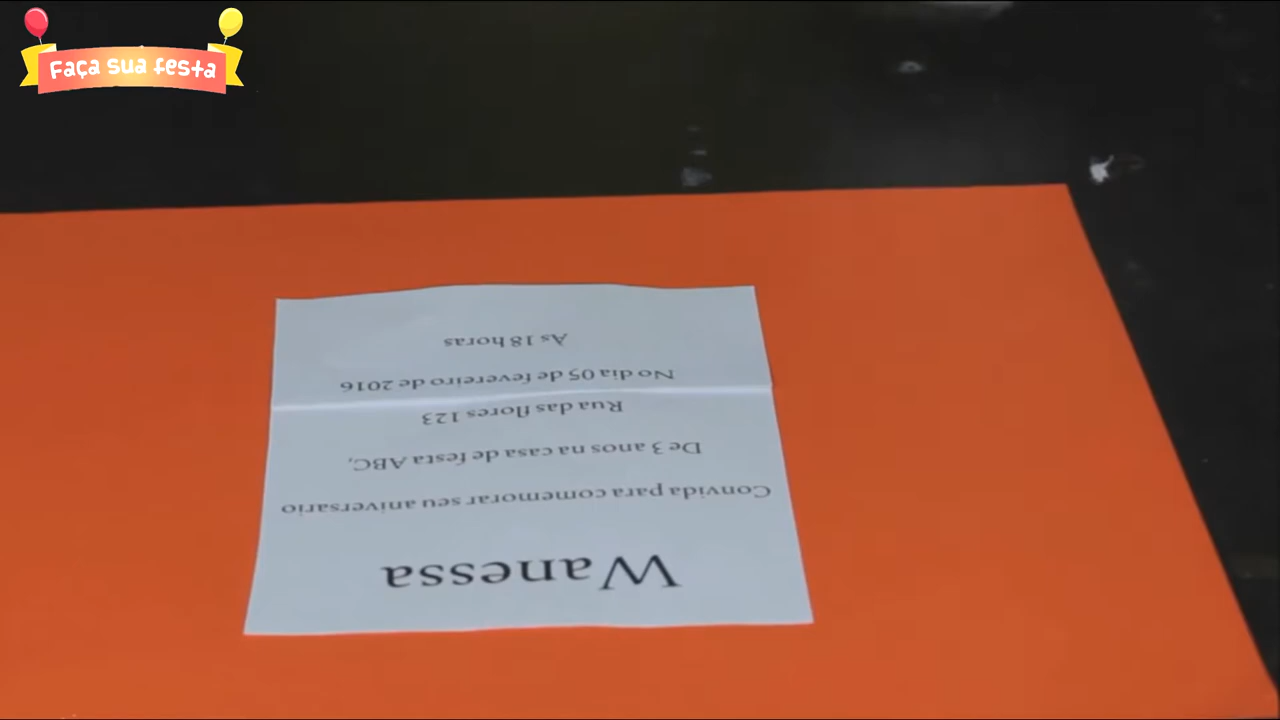 Faça sua festa
Wanessa
Convida para comemorar seu aniversario
De 3 anos na casa de festa ABC,
Rua das flores 123
No dia 05 de fevereiro de 2016
Às 18 horas